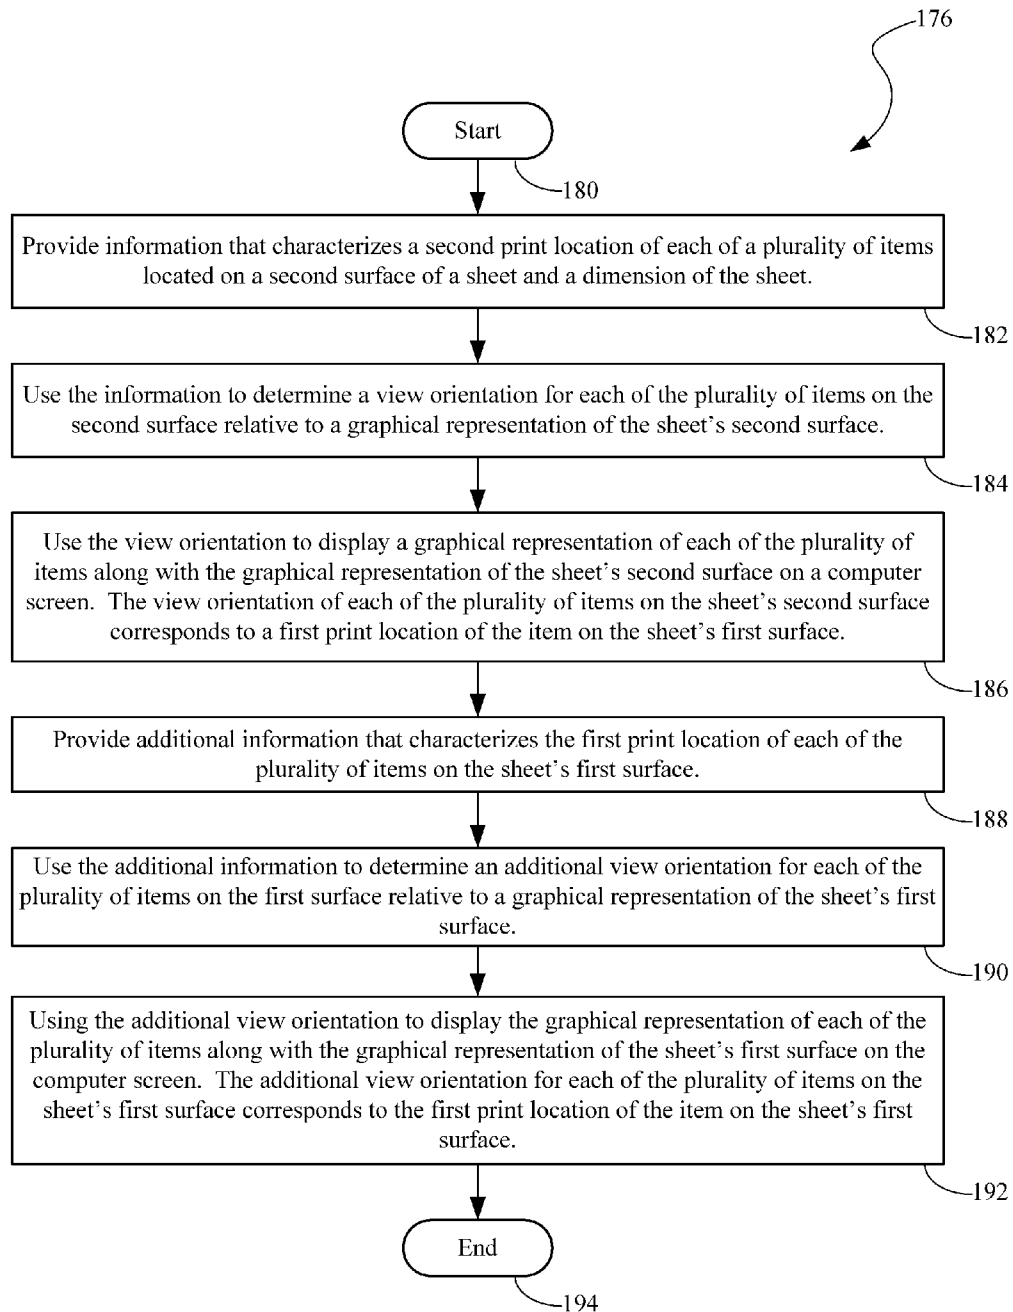 176
Start
180
Provide information that characterizes a second print location of each of a plurality of items
located on a second surface of a sheet and a dimension of the sheet.
182
Use the information to determine a view orientation for each of the plurality of items on the
second surface relative to a graphical representation of the sheet’s second surface.
184
Use the view orientation to display a graphical representation of each of the plurality of
items along with the graphical representation of the sheet’s second surface on a computer
screen.  The view orientation of each of the plurality of items on the sheet’s second surface
corresponds to a first print location of the item on the sheet’s first surface.
186
Provide additional information that characterizes the first print location of each of the
plurality of items on the sheet’s first surface.
188
Use the additional information to determine an additional view orientation for each of the
plurality of items on the first surface relative to a graphical representation of the sheet’s first
surface.
190
Using the additional view orientation to display the graphical representation of each of the
plurality of items along with the graphical representation of the sheet’s first surface on the
computer screen.  The additional view orientation for each of the plurality of items on the
sheet’s first surface corresponds to the first print location of the item on the sheet’s first
surface.
192
End
194